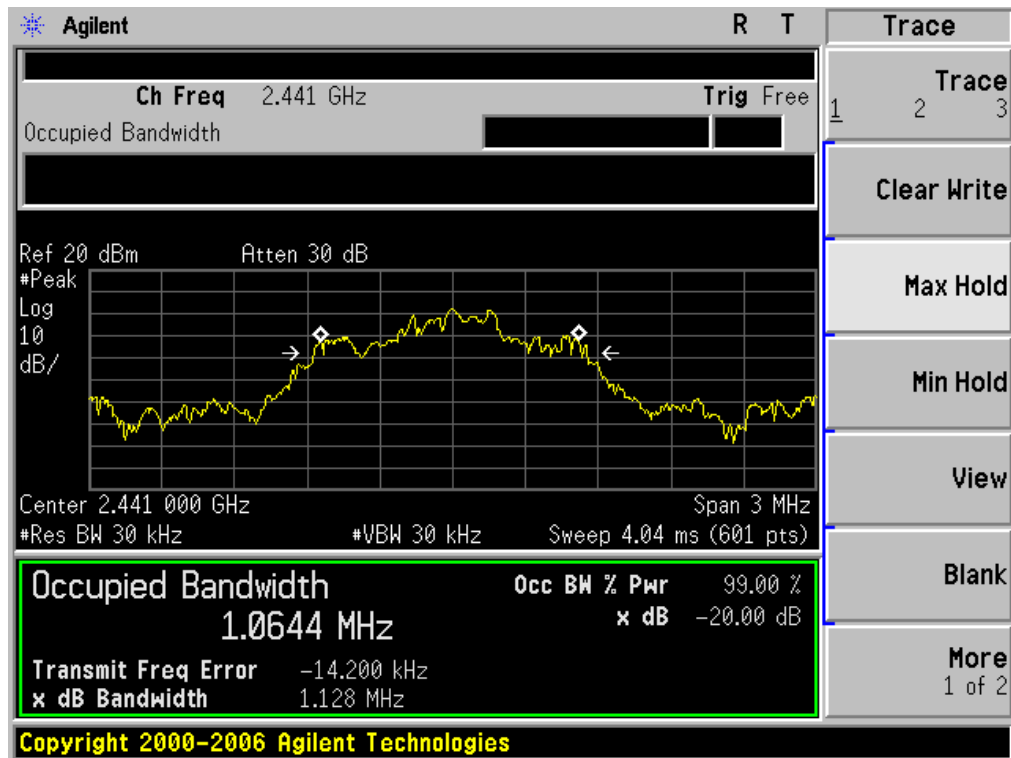 Agilent R T Trace
Ch Freq 2.441 GHz Trig Free
Occupied Bandwidth
Trace
1 2 3
Clear Write
Max Hold
Min Hold
View
Blank
More
1 of 2
Ref 20 dBm Atten 30 dB
#Peak
Log
10
dB/
Center 2.441 000 GHz Span 3 MHz
#Res BW 30 kHz #VBW 30 kHz Sweep 4.04 ms (601 pts)
Occupied Bandwidth Occ BW % Pwr 99.00 %
1.0644 MHz x dB -20.00 dB
Transmit Freq Error -14.200 kHz
x dB Bandwidth 1.128 MHz
Copyright 2000-2006 Agilent Technologies